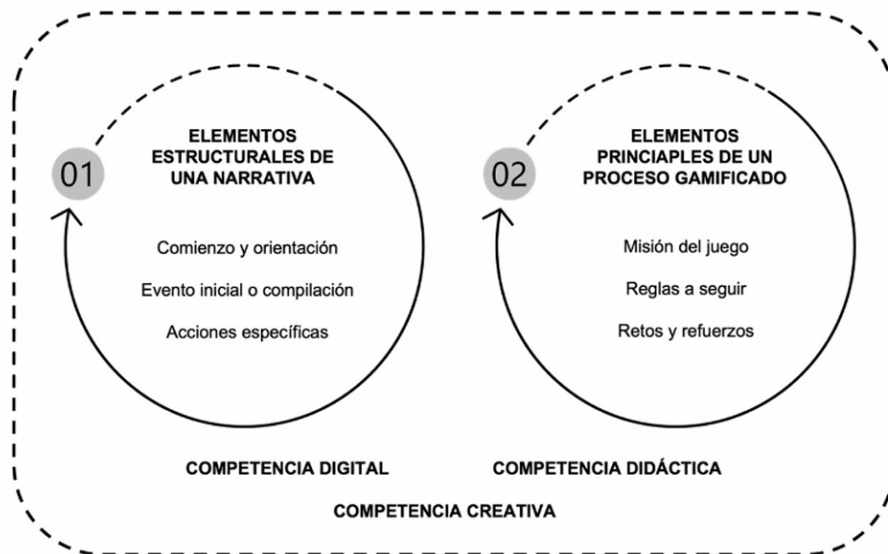 01
ELEMENTOS
ESTRUCTURALES DE
UNA NARRATIVA
Comienzo y orientación
Evento inicial o compilación
Acciones específicas
02
ELEMENTOS
PRINCIAPLES DE UN
PROCESO GAMIFICADO
Misión del juego
Reglas a seguir
Retos y refuerzos
COMPETENCIA DIGITAL
COMPETENCIA DIDÁCTICA
COMPETENCIA CREATIVA